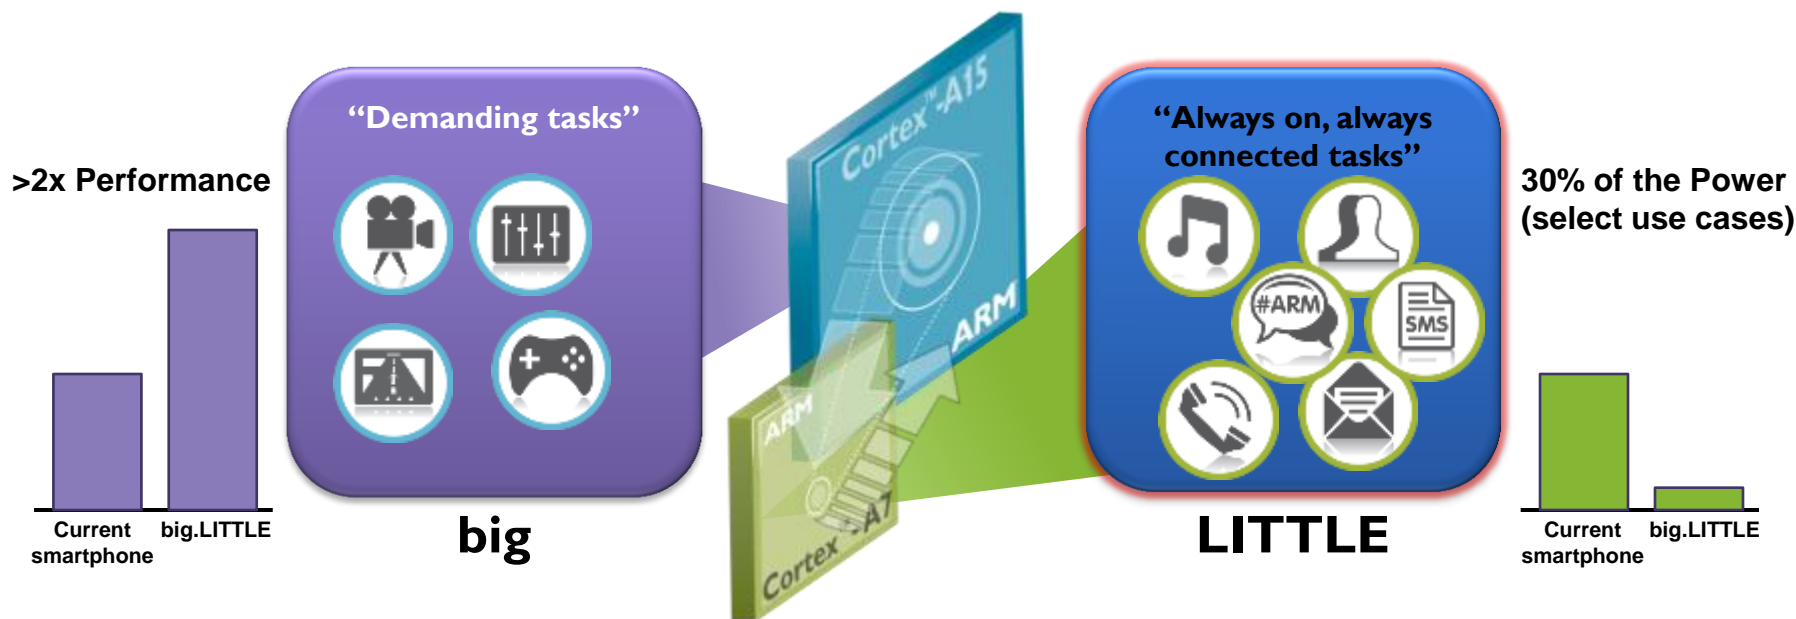 >2x Performance
Current
smartphone
big.LITTLE
“Demanding tasks”
big
Cortex™-A15
ARM
ARM
Cortex™-A7
“Always on, always
connected tasks”
#ARM
SMS
LITTLE
30% of the Power
(select use cases)
Current
smartphone
big.LITTLE